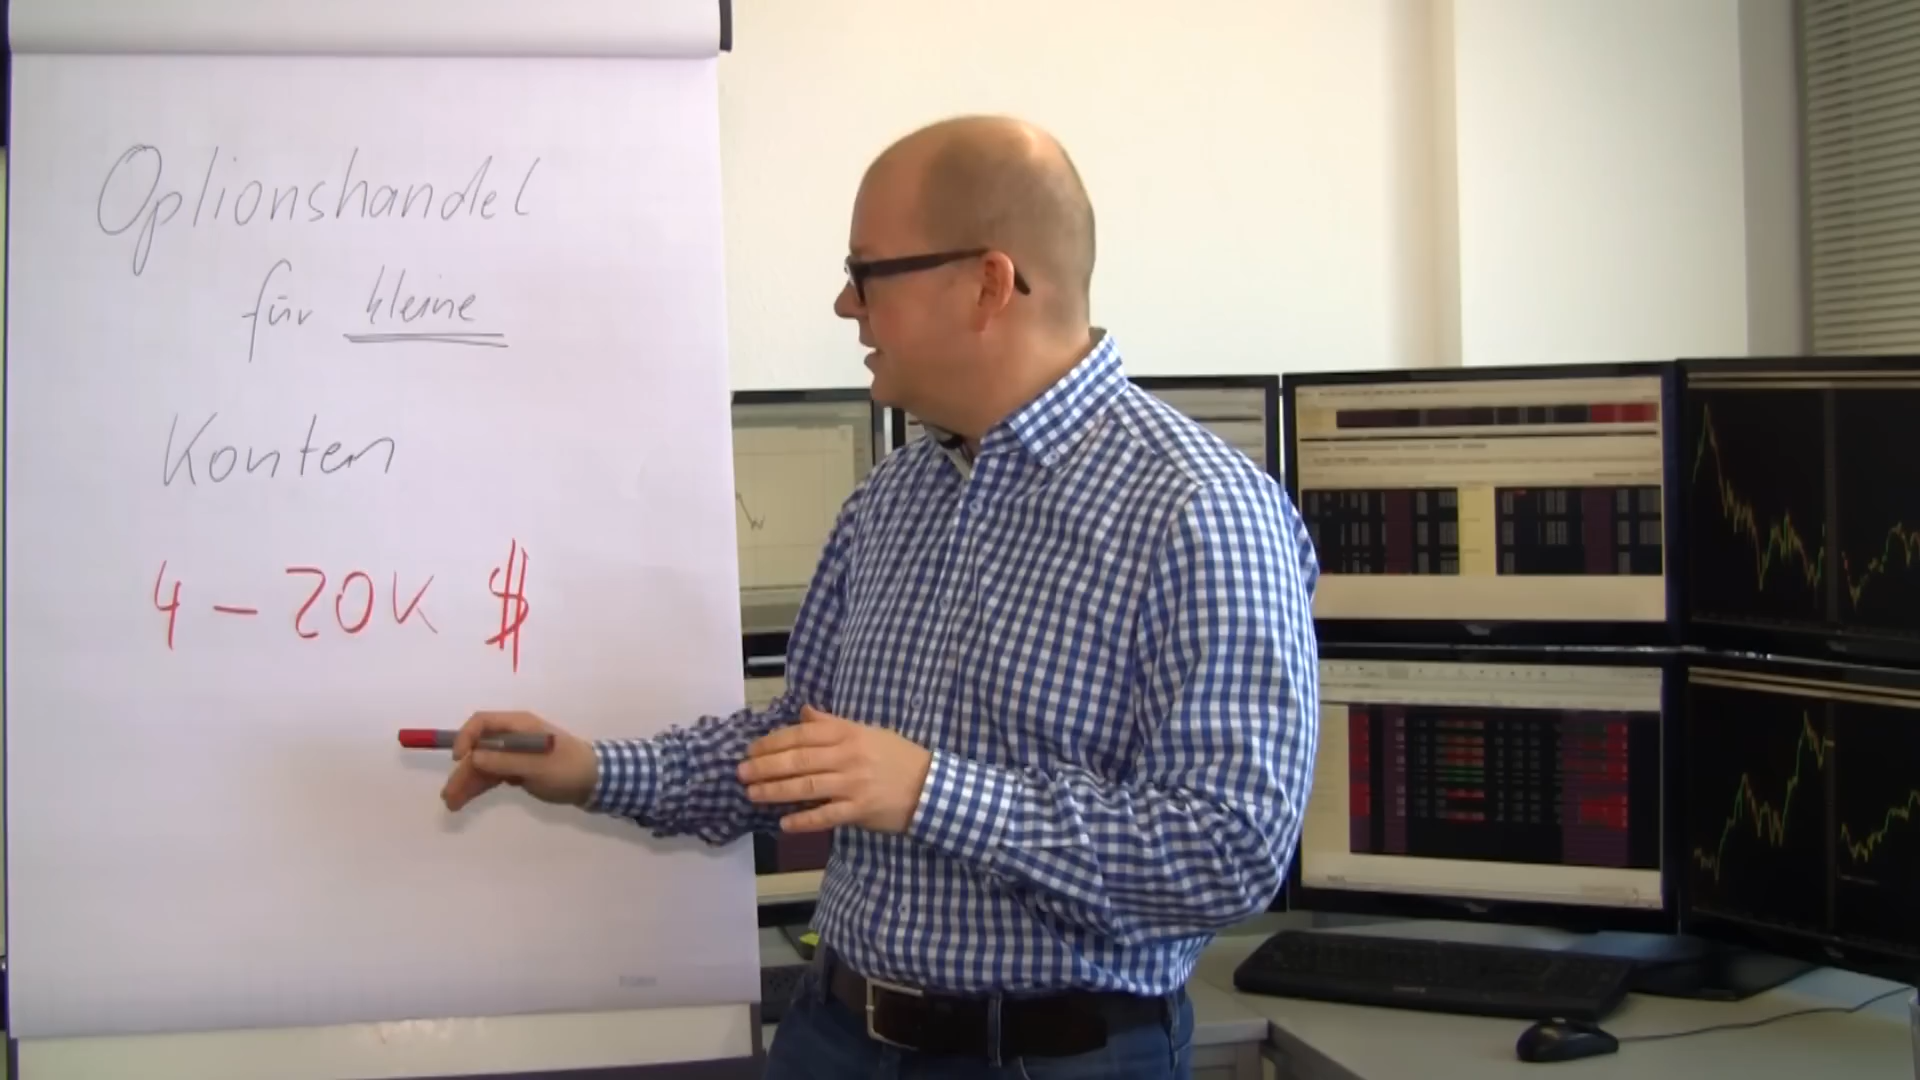 Optionshandel
für kleine
Konten
4 - 20K $